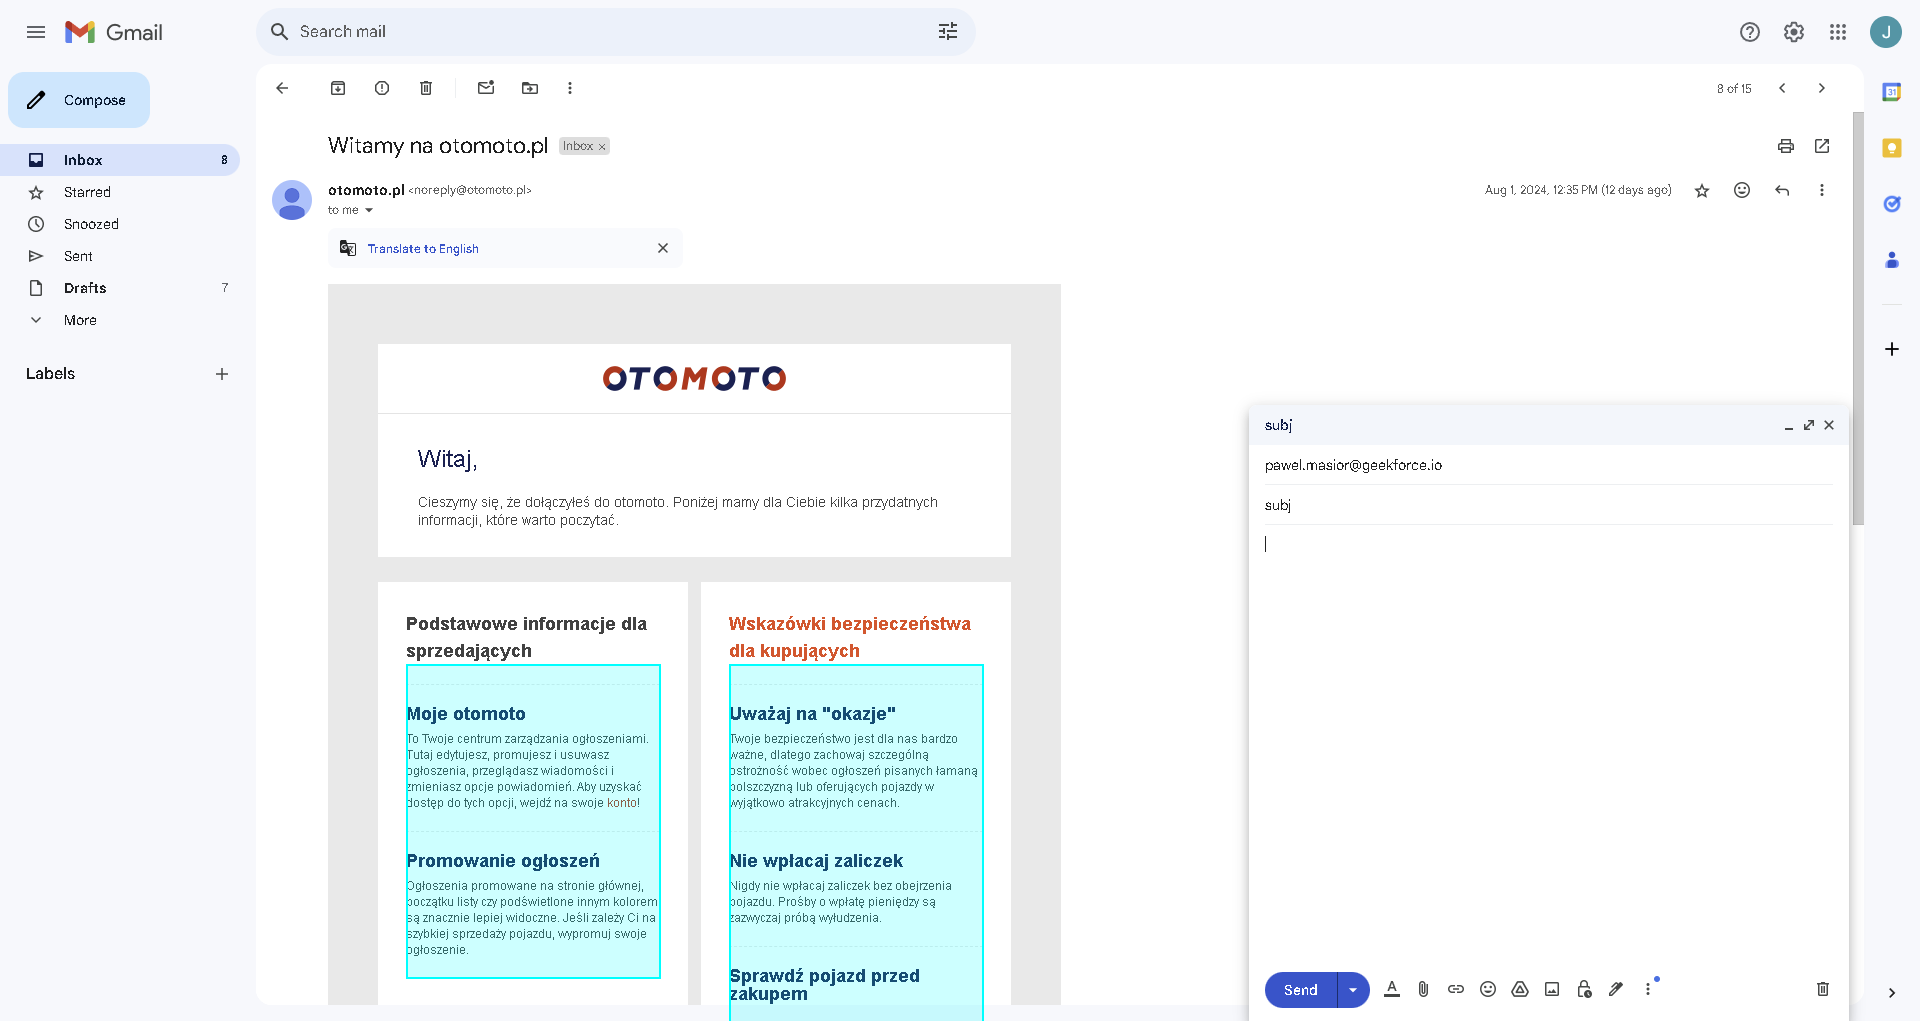 Gmail
Search mail
Compose
Inbox 8
Starred
Snoozed
Sent
Drafts 7
More
Labels
8 of 15
Witamy na otomoto.pl
Inbox x
otomoto.pl <noreply@otomoto.pl>
to me
Aug 1, 2024, 12:35 PM (12 days ago)
Translate to English
OTOMOTO
Witaj,
Cieszymy się, że dołączyłeś do otomoto. Poniżej mamy dla Ciebie kilka przydatnych
informacji, które warto poczytać.
Podstawowe informacje dla
sprzedających
Moje otomoto
To Twoje centrum zarządzania ogłoszeniami.
Tutaj edytujesz, promujesz i usuwasz
ogłoszenia, przeglądasz wiadomości i
zmieniasz opcje powiadomień. Aby uzyskać
dostęp do tych opcji, wejdź na swoje konto!
Promowanie ogłoszeń
Ogłoszenia promowane na stronie głównej,
początku listy czy podświetlone innym kolorem
są znacznie lepiej widoczne. Jeśli zależy Ci na
szybkiej sprzedaży pojazdu, wypromuj swoje
ogłoszenie.
Wskazówki bezpieczeństwa
dla kupujących
Uważaj na "okazje"
Twoje bezpieczeństwo jest dla nas bardzo
ważne, dlatego zachowaj szczególną
ostrożność wobec ogłoszeń pisanych łamaną
polszczyzną lub oferujących pojazdy w
wyjątkowo atrakcyjnych cenach.
Nie wpłacaj zaliczek
Nigdy nie wpłacaj zaliczek bez obejrzenia
pojazdu. Prośby o wpłatę pieniędzy są
zazwyczaj próbą wyłudzenia.
Sprawdź pojazd przed
zakupem
subj
pawel.masior@geekforce.io
subj
Send
J
31